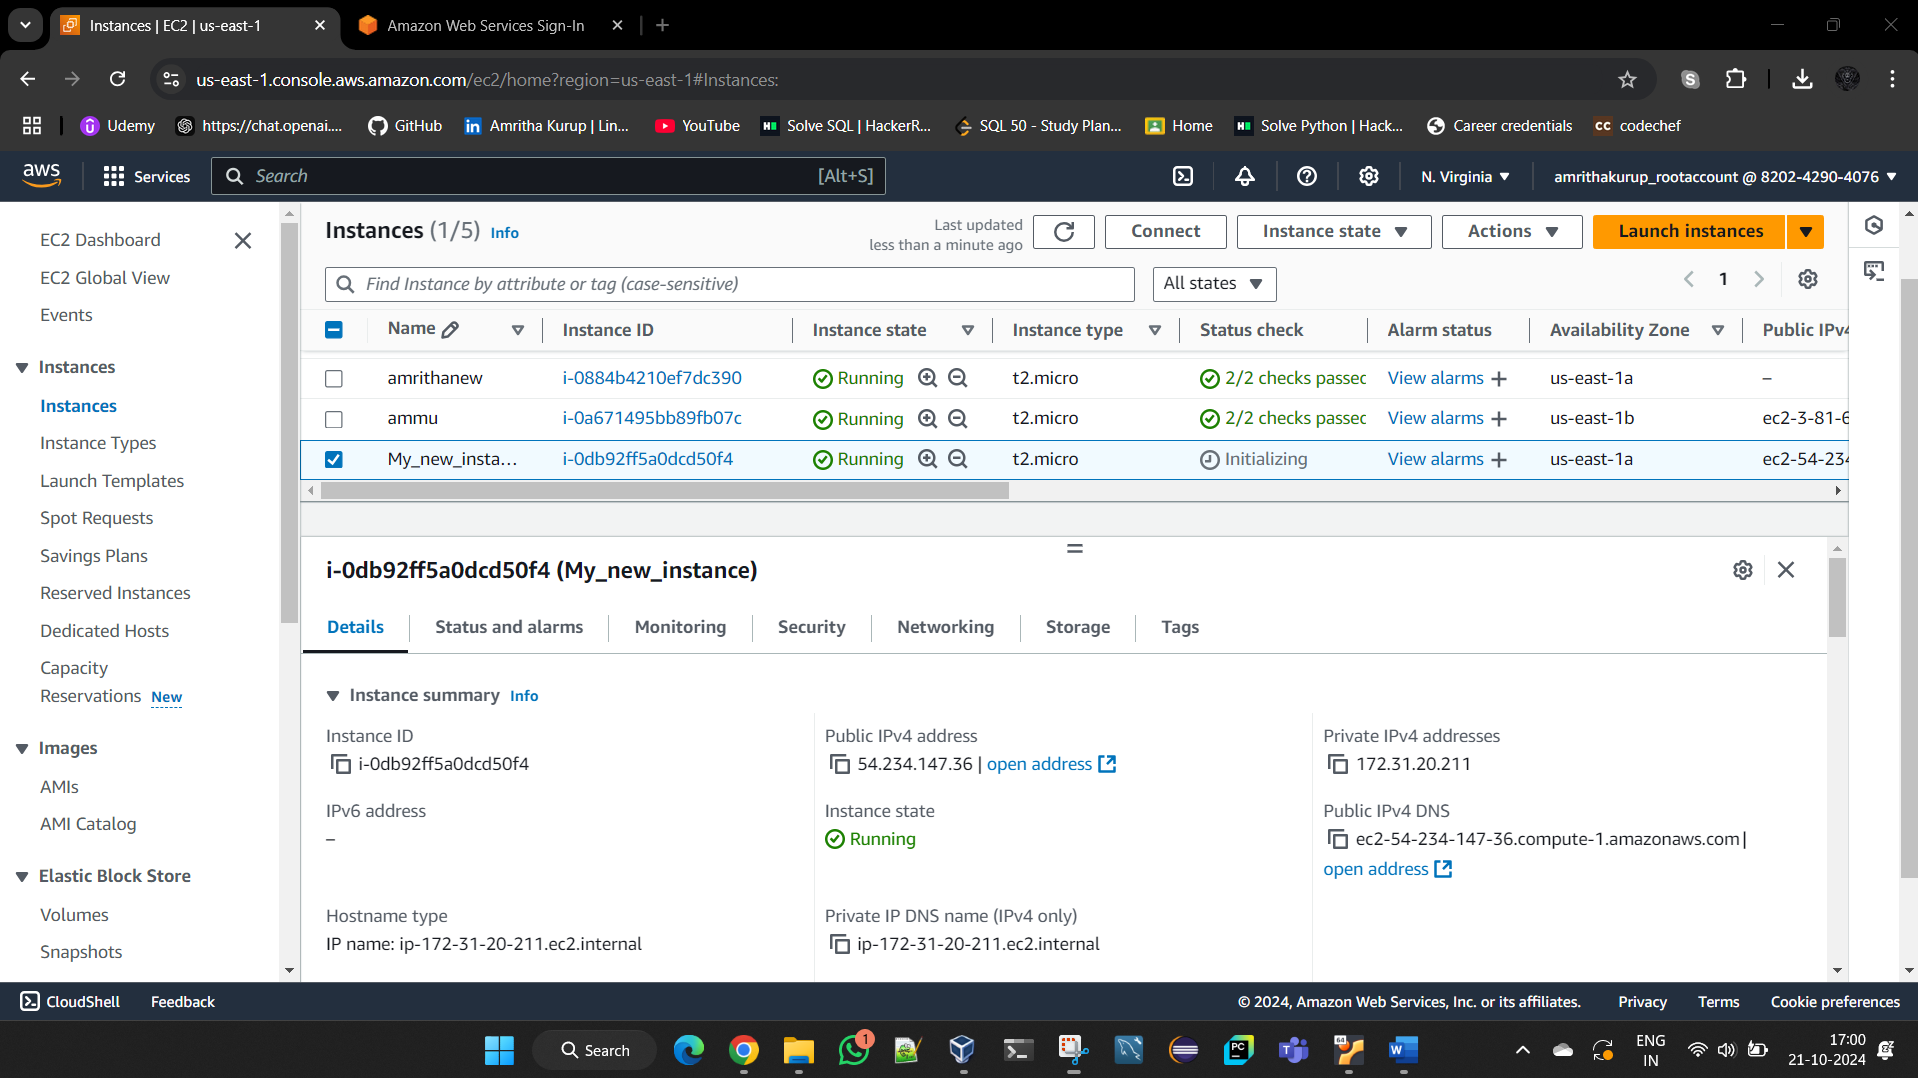 Instances | EC2 | us-east-1
Amazon Web Services Sign-In
us-east-1.console.aws.amazon.com/ec2/home?region=us-east-1#Instances:
Udemy
https://chat.openai....
GitHub
Amritha Kurup | Lin...
YouTube
Solve SQL | HackerR...
SQL 50 - Study Plan...
Home
Solve Python | Hack...
Career credentials
CC codechef
aws
Services
Search [Alt+S]
N. Virginia
amrithakurup_rootaccount @ 8202-4290-4076
EC2 Dashboard
EC2 Global View
Events
Instances
Instances
Instance Types
Launch Templates
Spot Requests
Savings Plans
Reserved Instances
Dedicated Hosts
Capacity
Reservations New
Images
AMIs
AMI Catalog
Elastic Block Store
Volumes
Snapshots
Instances (1/5) Info
Last updated
less than a minute ago
Connect
Instance state
Actions
Launch instances
Find Instance by attribute or tag (case-sensitive)
All states
1
Name Instance ID Instance state Instance type Status check Alarm status Availability Zone Public IPv4
amrithanew i-0884b4210ef7dc390 Running t2.micro 2/2 checks passed View alarms + us-east-1a –
ammu i-0a671495bb89fb07c Running t2.micro 2/2 checks passed View alarms + us-east-1b ec2-3-81-6
My_new_insta... i-0db92ff5a0dcd50f4 Running t2.micro Initializing View alarms + us-east-1a ec2-54-234
i-0db92ff5a0dcd50f4 (My_new_instance)
Details
Status and alarms
Monitoring
Security
Networking
Storage
Tags
Instance summary Info
Instance ID
i-0db92ff5a0dcd50f4
Public IPv4 address
54.234.147.36 | open address
Private IPv4 addresses
172.31.20.211
IPv6 address
–
Instance state
Running
Public IPv4 DNS
ec2-54-234-147-36.compute-1.amazonaws.com |
open address
Hostname type
IP name: ip-172-31-20-211.ec2.internal
Private IP DNS name (IPv4 only)
ip-172-31-20-211.ec2.internal
CloudShell
Feedback
© 2024, Amazon Web Services, Inc. or its affiliates.
Privacy
Terms
Cookie preferences
Search
1
PC
64
W
ENG
IN
17:00
21-10-2024